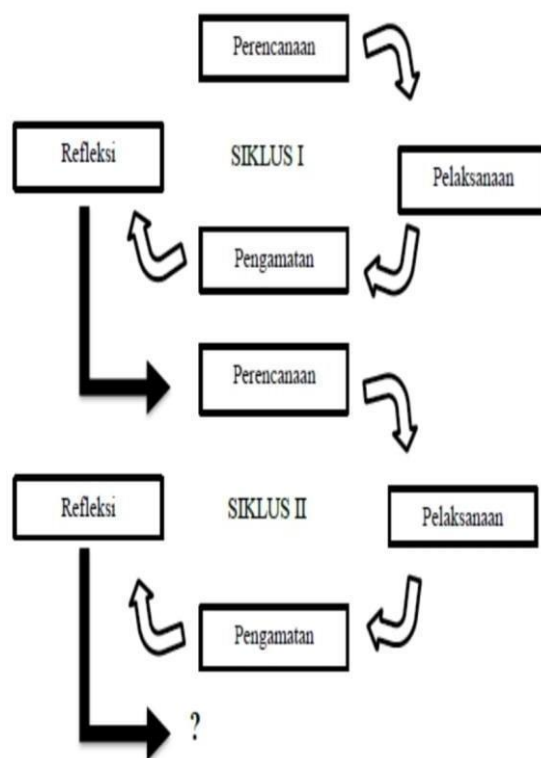 Perencanaan
Refleksi
SIKLUS I
Pelaksanaan
Pengamatan
Perencanaan
Refleksi
SIKLUS II
Pelaksanaan
Pengamatan
?